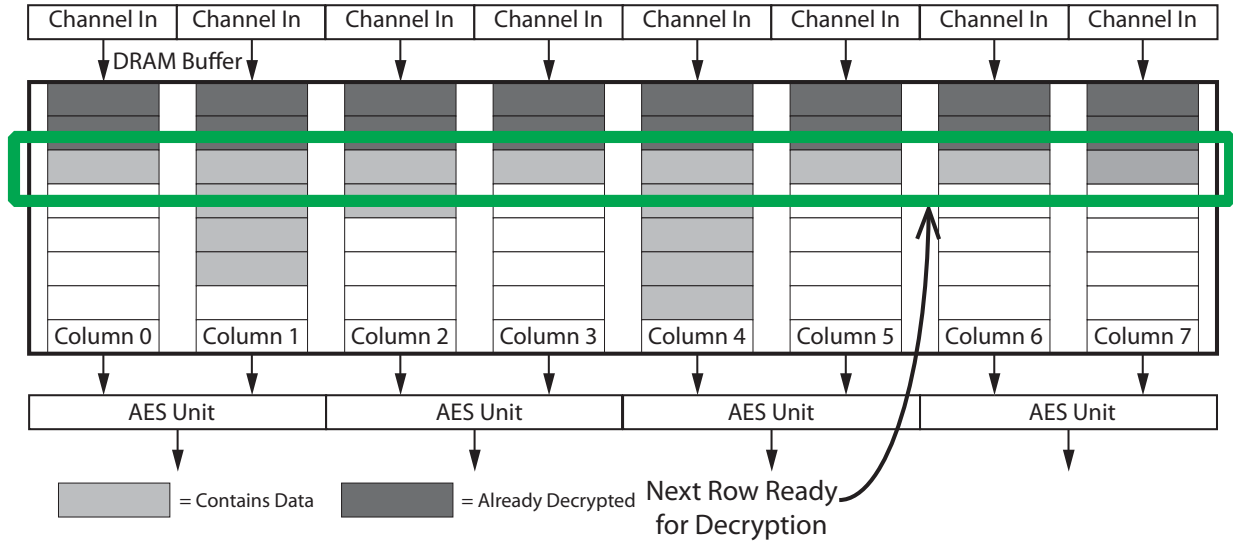 Channel In Channel In Channel In Channel In Channel In Channel In Channel In Channel In
DRAM Buffer
Column 0 Column 1 Column 2 Column 3 Column 4 Column 5 Column 6 Column 7
AES Unit AES Unit AES Unit AES Unit
= Contains Data = Already Decrypted Next Row Ready
for Decryption